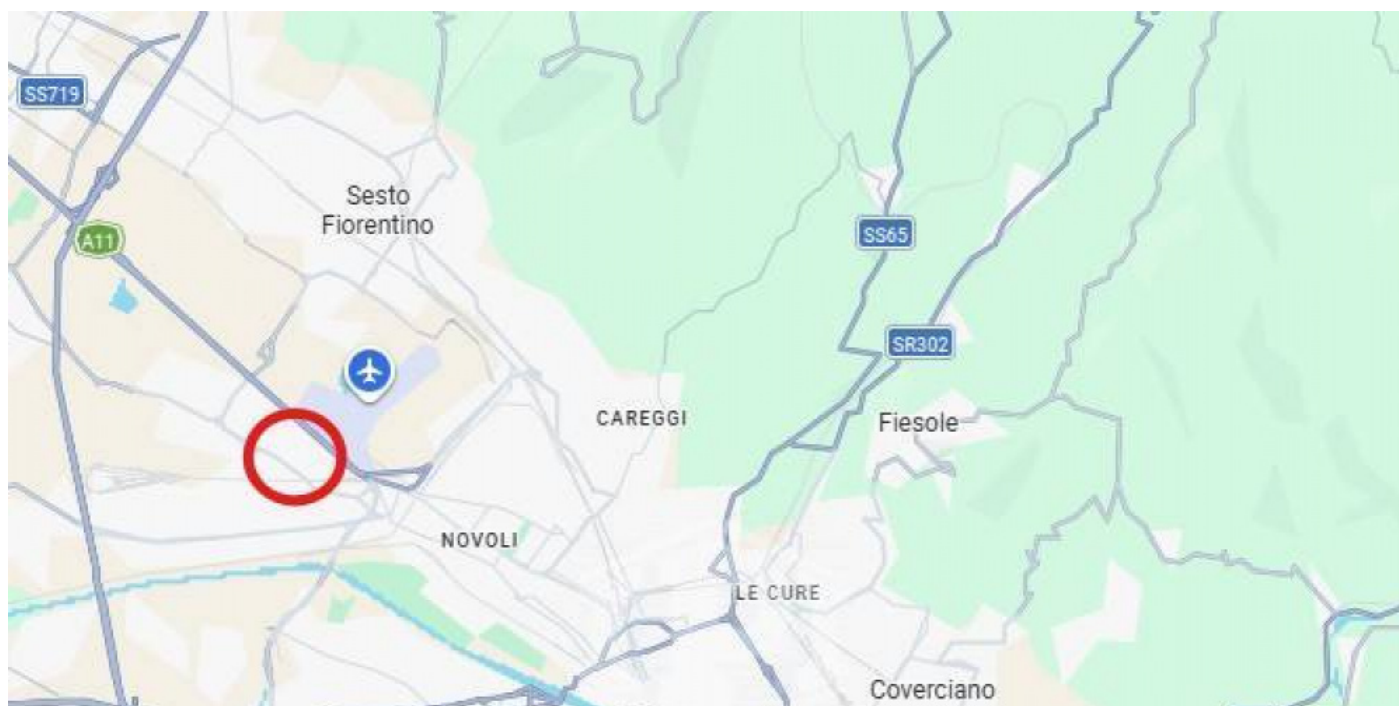 SS719
Sesto
Fiorentino
A11
SS65
SR302
CAREGGI
Fiesole
NOVOLI
LE CURE
Coverciano